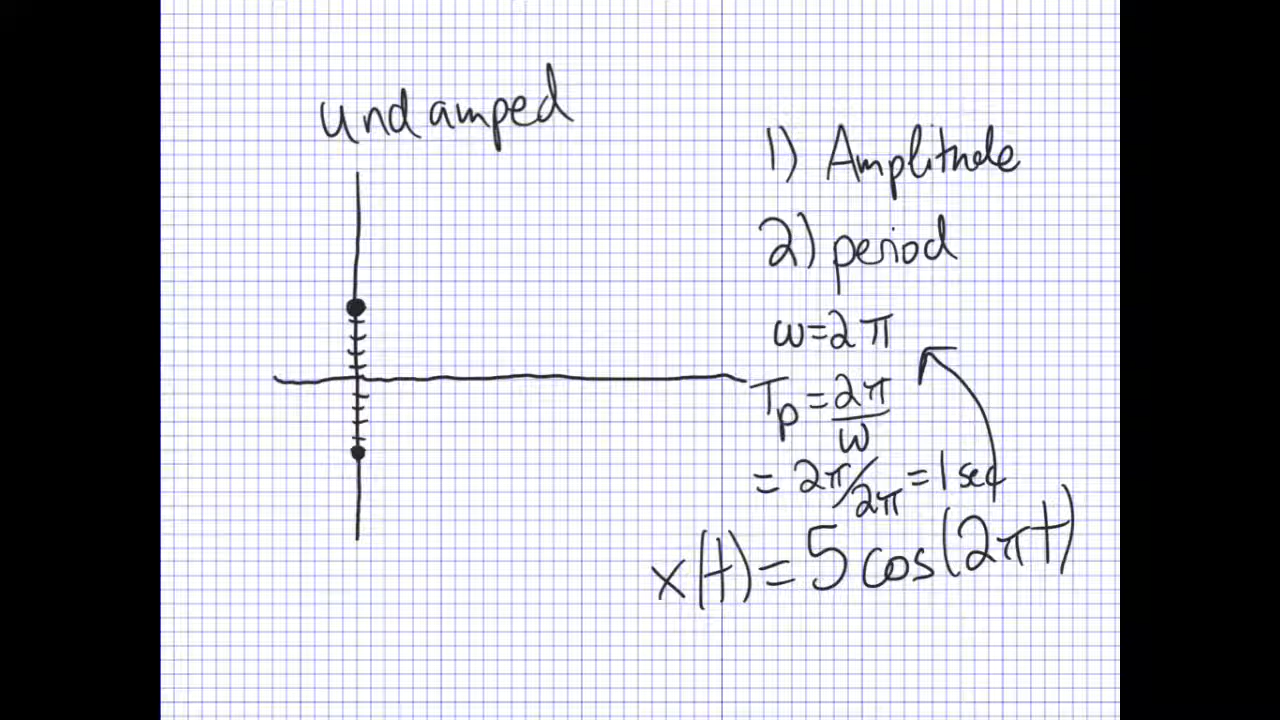 undamped
1) Amplitude
2) period
w=2π
Tp=2π/w
= 2π/2π = 1 sec
x(t) = 5 cos(2πt)